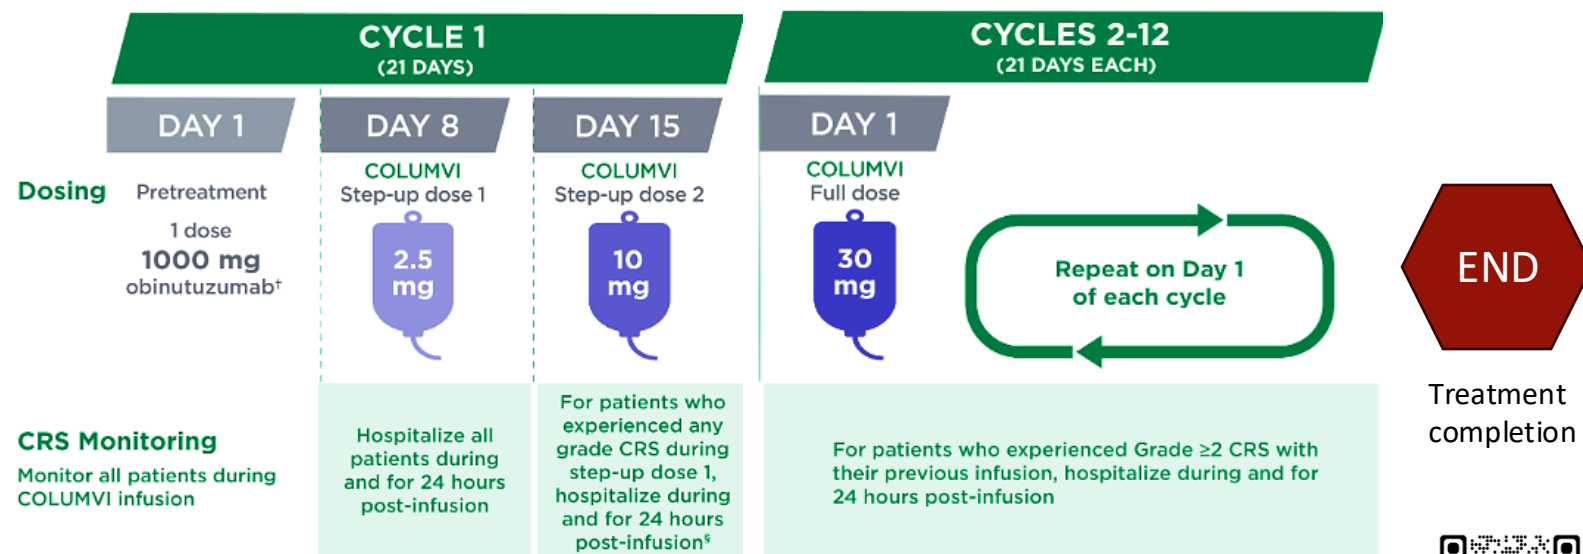 CYCLE 1
(21 DAYS)
CYCLES 2-12
(21 DAYS EACH)
DAY 1
DAY 8
DAY 15
DAY 1
Dosing
Pretreatment
1 dose
1000 mg
obinutuzumab†
COLUMVI
Step-up dose 1
2.5
mg
COLUMVI
Step-up dose 2
10
mg
COLUMVI
Full dose
30
mg
Repeat on Day 1
of each cycle
END
Treatment
completion
CRS Monitoring
Monitor all patients during
COLUMVI infusion
Hospitalize all
patients during
and for 24 hours
post-infusion
For patients who
experienced any
grade CRS during
step-up dose 1,
hospitalize during
and for 24 hours
post-infusion§
For patients who experienced Grade ≥2 CRS with
their previous infusion, hospitalize during and for
24 hours post-infusion